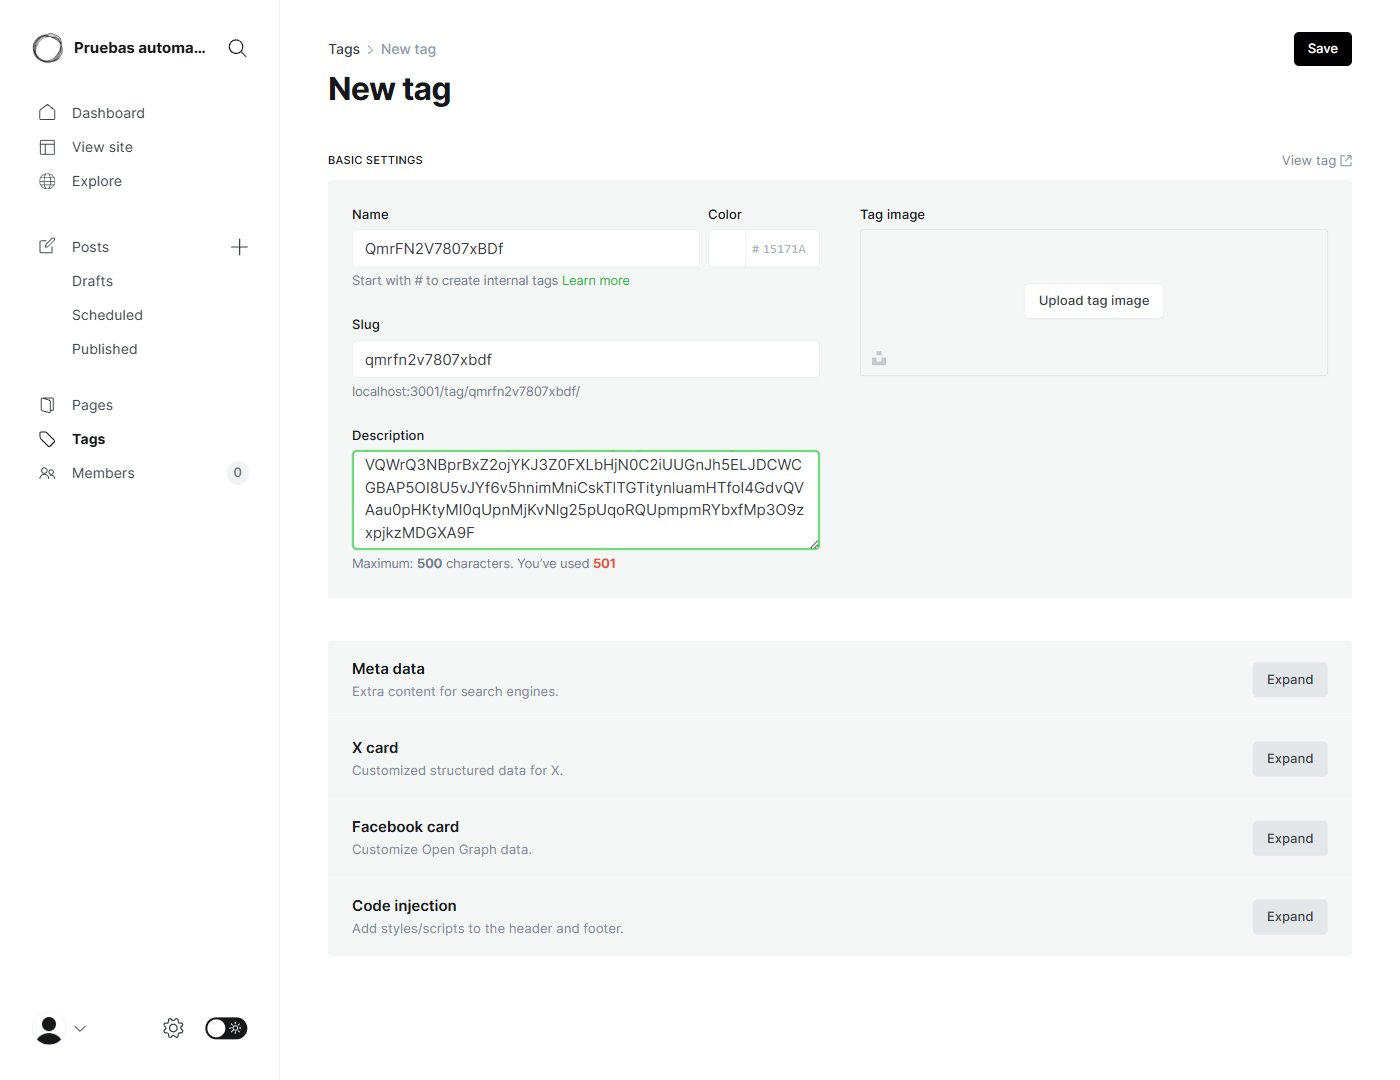 Pruebas automa...
Dashboard
View site
Explore
Posts
Drafts
Scheduled
Published
Pages
Tags
Members 0
Tags > New tag
Save
New tag
BASIC SETTINGS
View tag
Name
QmrFN2V7807xBDf
Color
# 15171A
Start with # to create internal tags Learn more
Slug
qmrfn2v7807xbdf
localhost:3001/tag/qmrfn2v7807xbdf/
Description
VQWrQ3NBprBxZ2ojYKJ3Z0FXLbHjN0C2iUUGnJh5ELJDCWC
GBAP5OI8U5vJYf6v5hnimMniCskTlTGTitynluamHTfoI4GdvQV
Aau0pHKtyMl0qUpnMjKvNlg25pUqoRQUpmpmRYbxfMp3O9z
xpjkzMDGXA9F
Maximum: 500 characters. You’ve used 501
Tag image
Upload tag image
Meta data
Extra content for search engines.
Expand
X card
Customized structured data for X.
Expand
Facebook card
Customize Open Graph data.
Expand
Code injection
Add styles/scripts to the header and footer.
Expand